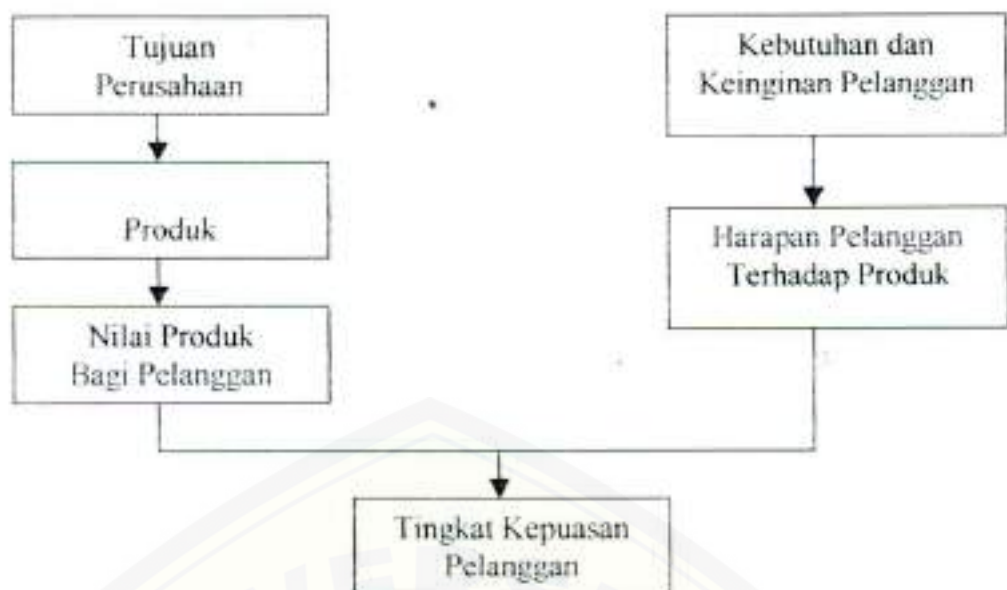 Tujuan
Perusahaan
Kebutuhan dan
Keinginan Pelanggan
Produk
Harapan Pelanggan
Terhadap Produk
Nilai Produk
Bagi Pelanggan
Tingkat Kepuasan
Pelanggan